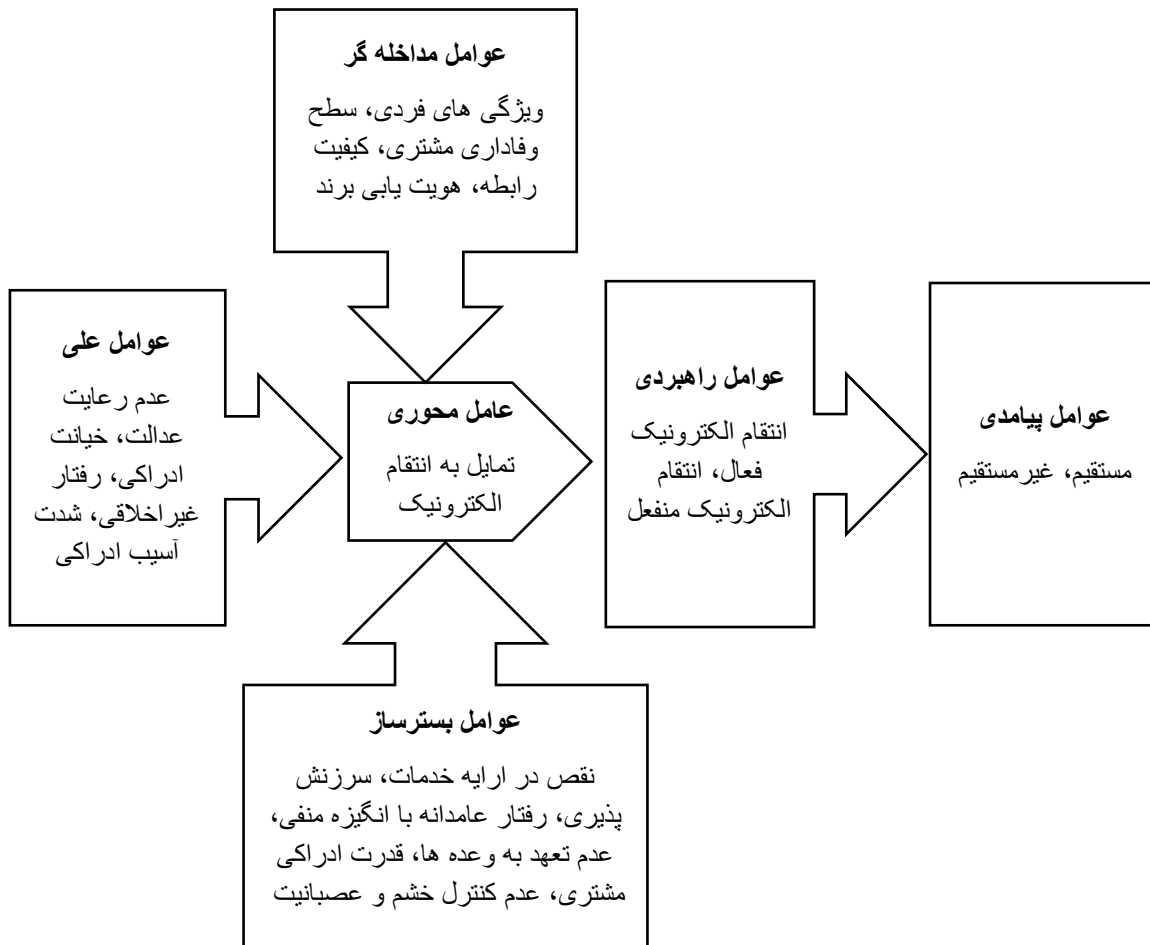 عوامل مداخله گر
ویژگی های فردی، سطح
وفاداری مشتری، کیفیت
رابطه، هویت یابی برند
عوامل علی
عدم رعایت
عدالت، خیانت
ادراکی، رفتار
غیراخلاقی، شدت
آسیب ادراکی
عامل محوری
تمایل به انتقام
الکترونیک
عوامل راهبردی
انتقام الکترونیک
فعال، انتقام
الکترونیک منفعل
عوامل پیامدی
مستقیم، غیرمستقیم
عوامل بسترساز
نقص در ارایه خدمات، سرزنش
پذیری، رفتار عامدانه با انگیزه منفی،
عدم تعهد به وعده ها، قدرت ادراکی
مشتری، عدم کنترل خشم و عصبانیت